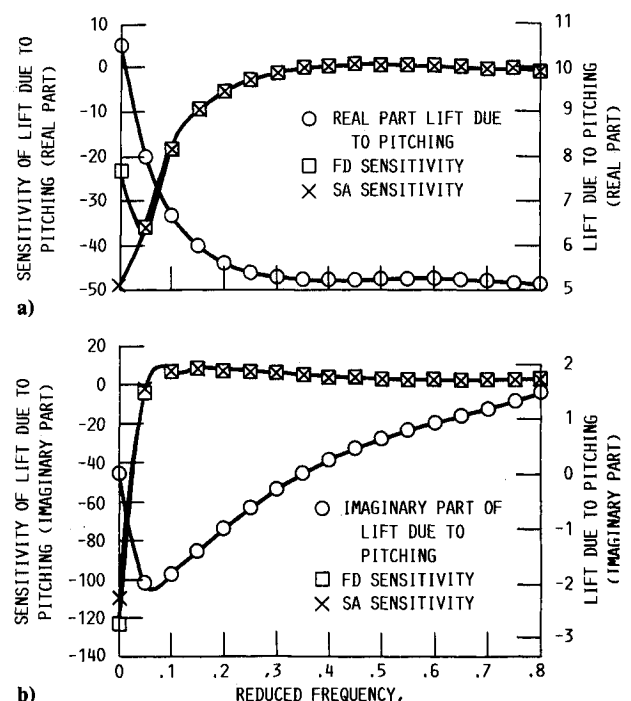 10
0
-10
-20
-30
-40
-50
SENSITIVITY OF LIFT DUE TO
PITCHING (REAL PART)
REAL PART LIFT DUE
TO PITCHING
FD SENSITIVITY
SA SENSITIVITY
11
10
9
8
7
6
5
LIFT DUE TO PITCHING
(REAL PART)
a)
20
0
-20
-40
-60
-80
-100
-120
-140
SENSITIVITY OF LIFT DUE TO
PITCHING (IMAGINARY PART)
IMAGINARY PART OF
LIFT DUE TO
PITCHING
FD SENSITIVITY
SA SENSITIVITY
2
1
0
-1
-2
-3
LIFT DUE TO PITCHING
(IMAGINARY PART)
0 .1 .2 .3 .4 .5 .6 .7 .8
b)
REDUCED FREQUENCY,